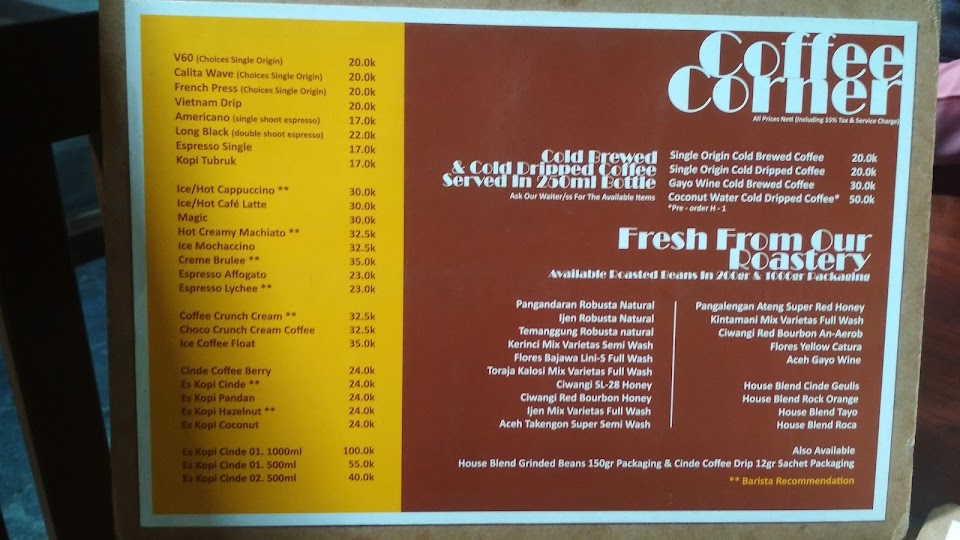 V60 (Choices Single Origin) 20.0k
Calita Wave (Choices Single Origin) 20.0k
French Press (Choices Single Origin) 20.0k
Vietnam Drip 20.0k
Americano (single shoot espresso) 17.0k
Long Black (double shoot espresso) 22.0k
Espresso Single 17.0k
Kopi Tubruk 17.0k
Ice/Hot Cappuccino ** 30.0k
Ice/Hot Café Latte 30.0k
Magic 30.0k
Hot Creamy Machiato ** 32.5k
Ice Mochaccino 32.5k
Creme Brulee ** 35.0k
Espresso Affogato 23.0k
Espresso Lychee ** 23.0k
Coffee Crunch Cream ** 32.5k
Choco Crunch Cream Coffee 32.5k
Ice Coffee Float 35.0k
Cinde Coffee Berry 24.0k
Es Kopi Cinde ** 24.0k
Es Kopi Pandan 24.0k
Es Kopi Hazelnut ** 24.0k
Es Kopi Coconut 24.0k
Es Kopi Cinde 01. 1000ml 100.0k
Es Kopi Cinde 01. 500ml 55.0k
Es Kopi Cinde 02. 500ml 40.0k
Coffee
Corner
All Prices Nett (Including 15% Tax & Service Charge)
Cold Brewed
& Cold Dripped Coffee
Served In 250ml Bottle
Ask Our Waiter/ss For The Available Items
Single Origin Cold Brewed Coffee 20.0k
Single Origin Cold Dripped Coffee 20.0k
Gayo Wine Cold Brewed Coffee 30.0k
Coconut Water Cold Dripped Coffee* 50.0k
*Pre - order H - 1
Fresh From Our
Roastery
Available Roasted Beans In 200gr & 1000gr Packaging
Pangandaran Robusta Natural
Ijen Robusta Natural
Temanggung Robusta natural
Kerinci Mix Varietas Semi Wash
Flores Bajawa Lini-S Full Wash
Toraja Kalosi Mix Varietas Full Wash
Ciwangi SL-28 Honey
Ciwangi Red Bourbon Honey
Ijen Mix Varietas Full Wash
Aceh Takengon Super Semi Wash
Pangalengan Ateng Super Red Honey
Kintamani Mix Varietas Full Wash
Ciwangi Red Bourbon An-Aerob
Flores Yellow Catura
Aceh Gayo Wine
House Blend Cinde Geulis
House Blend Rock Orange
House Blend Tayo
House Blend Roca
Also Available
House Blend Grinded Beans 150gr Packaging & Cinde Coffee Drip 12gr Sachet Packaging
** Barista Recommendation